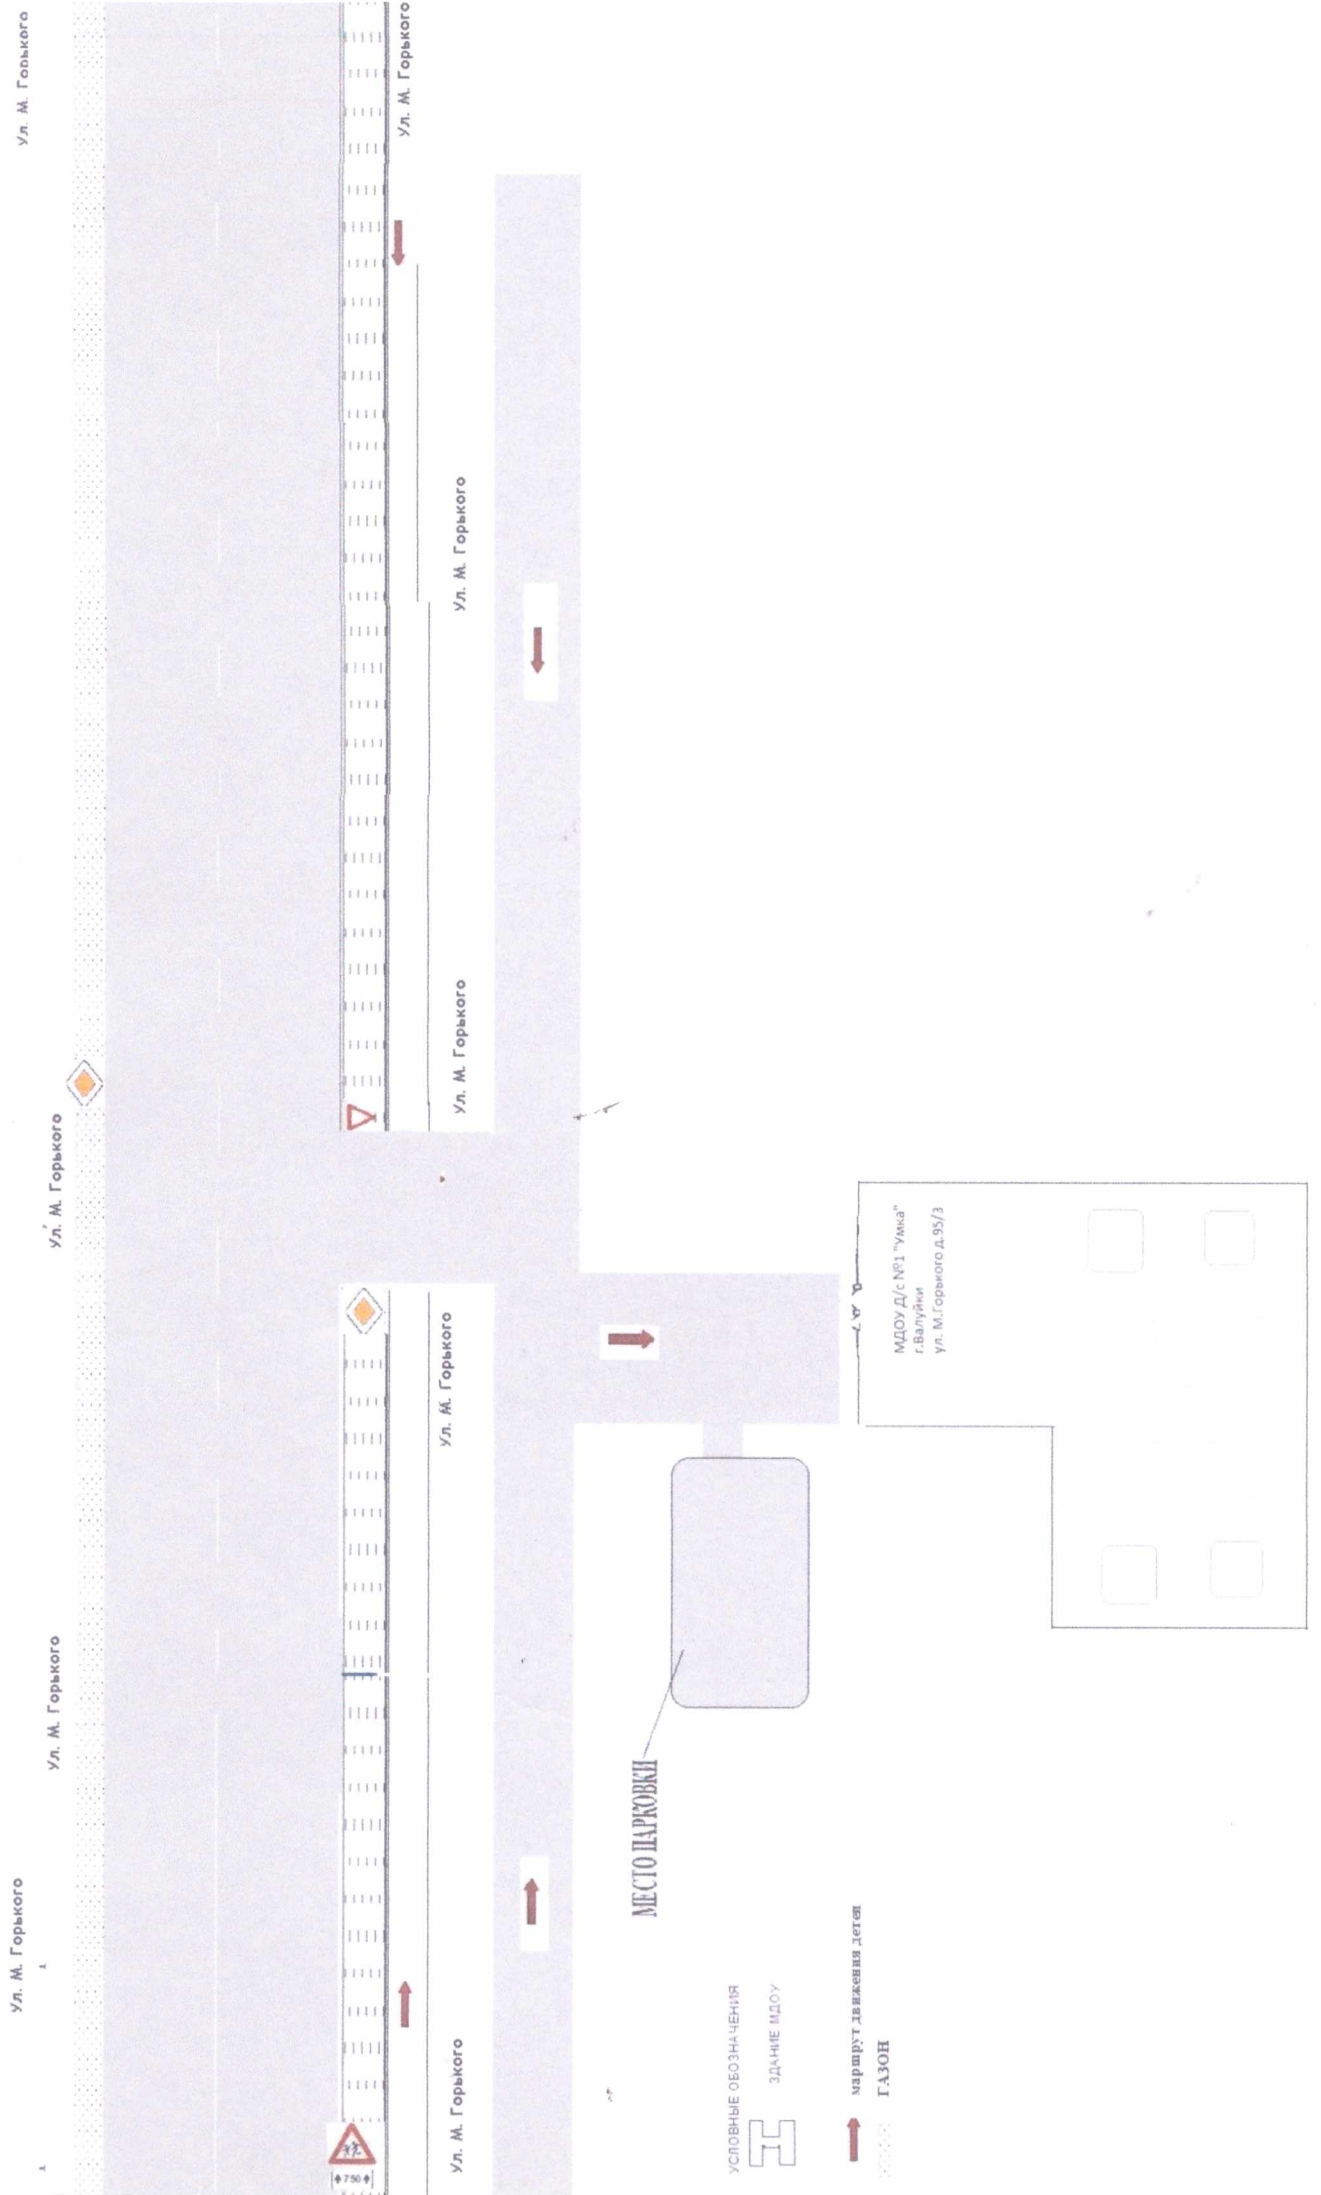 Ул. М. Горького
Ул. М. Горького
Ул. М. Горького
Ул. М. Горького
Ул. М. Горького
Ул. М. Горького
Ул. М. Горького
Ул. М. Горького
Ул. М. Горького
750
МЕСТО ПАРКОВКИ
МДОУ Д/с №1 "Умка"
г.Валуйки
ул. М.Горького д.95/3
УСЛОВНЫЕ ОБОЗНАЧЕНИЯ
ЗДАНИЕ МДОУ
маршрут движения детей
ГАЗОН